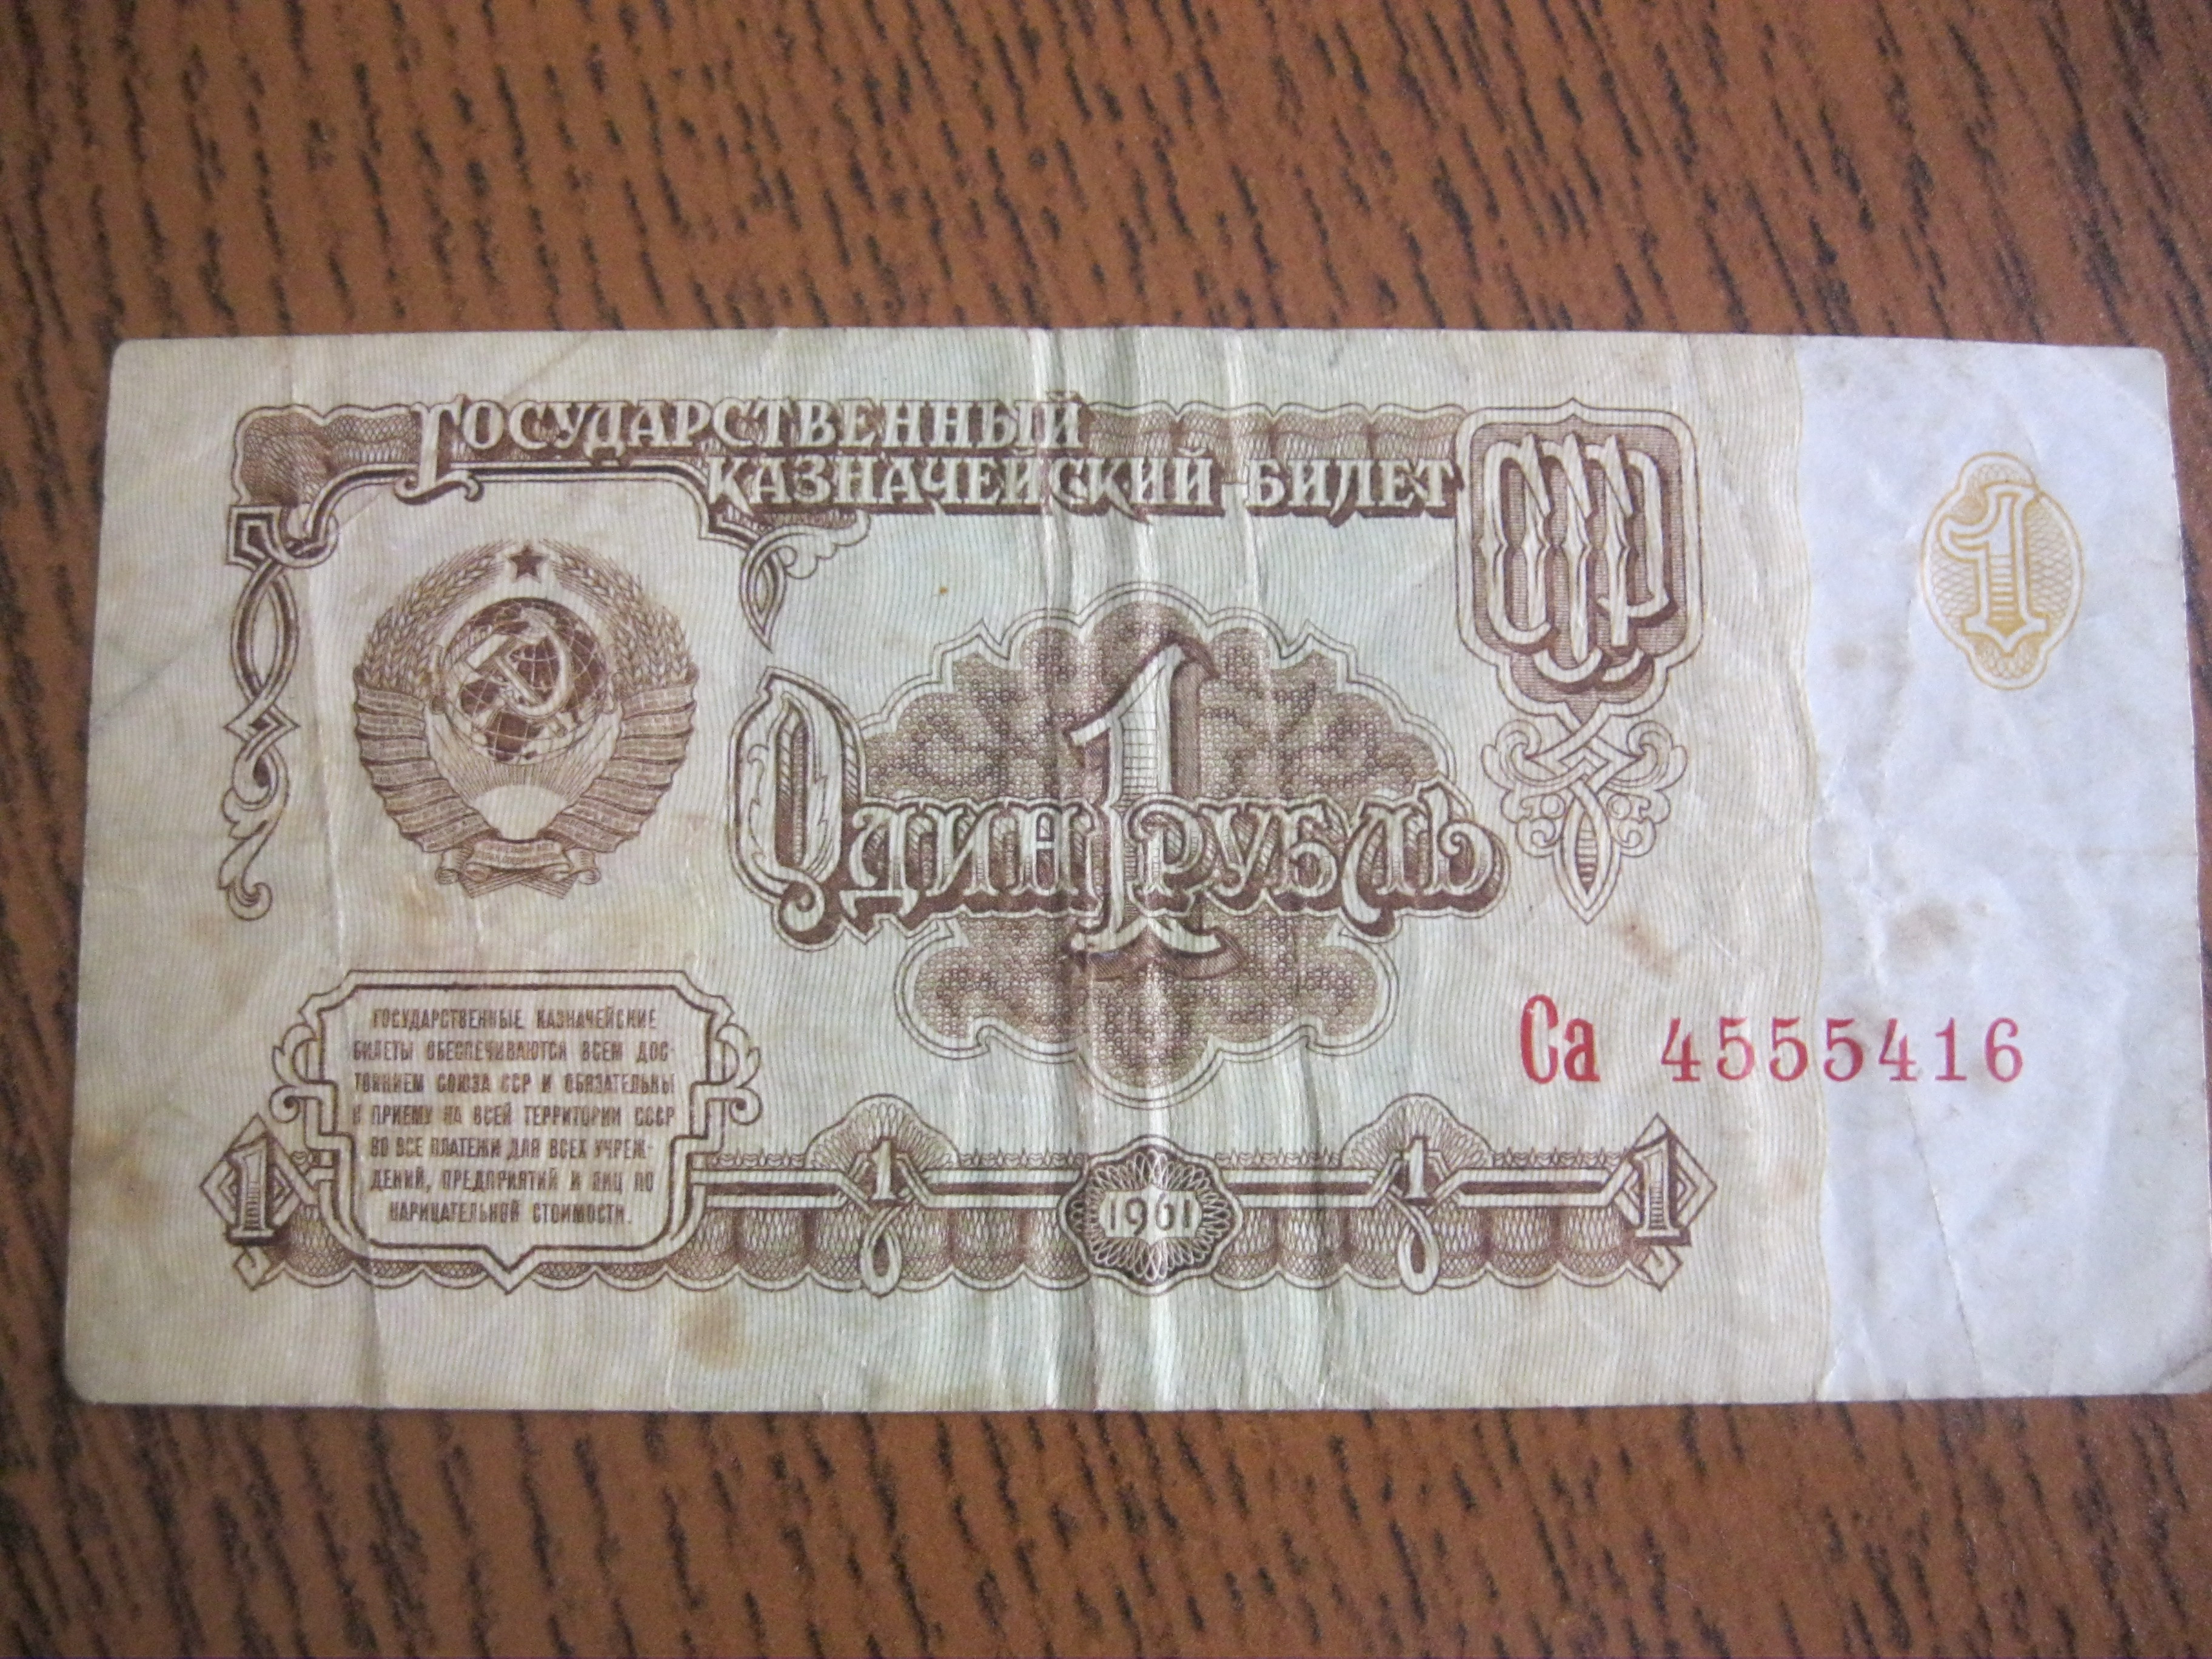 Государственный
казначейский билет
СССР
1
1
Один рубль
Са 4555416
Государственные казначейские
билеты обеспечиваются всем дос-
тоянием Союза ССР и обязательны
к приему на всей территории СССР
во все платежи для всех учреж-
дений, предприятий и лиц по
нарицательной стоимости.
1 1 1961 1 1